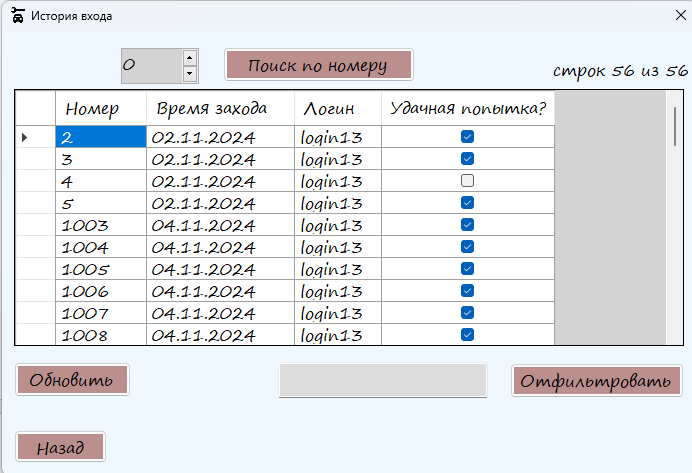 История входа
0
Поиск по номеру
строк 56 из 56
Номер Время захода Логин Удачная попытка?
2 02.11.2024 login13
3 02.11.2024 login13
4 02.11.2024 login13
5 02.11.2024 login13
1003 04.11.2024 login13
1004 04.11.2024 login13
1005 04.11.2024 login13
1006 04.11.2024 login13
1007 04.11.2024 login13
1008 04.11.2024 login13
Обновить
Отфильтровать
Назад